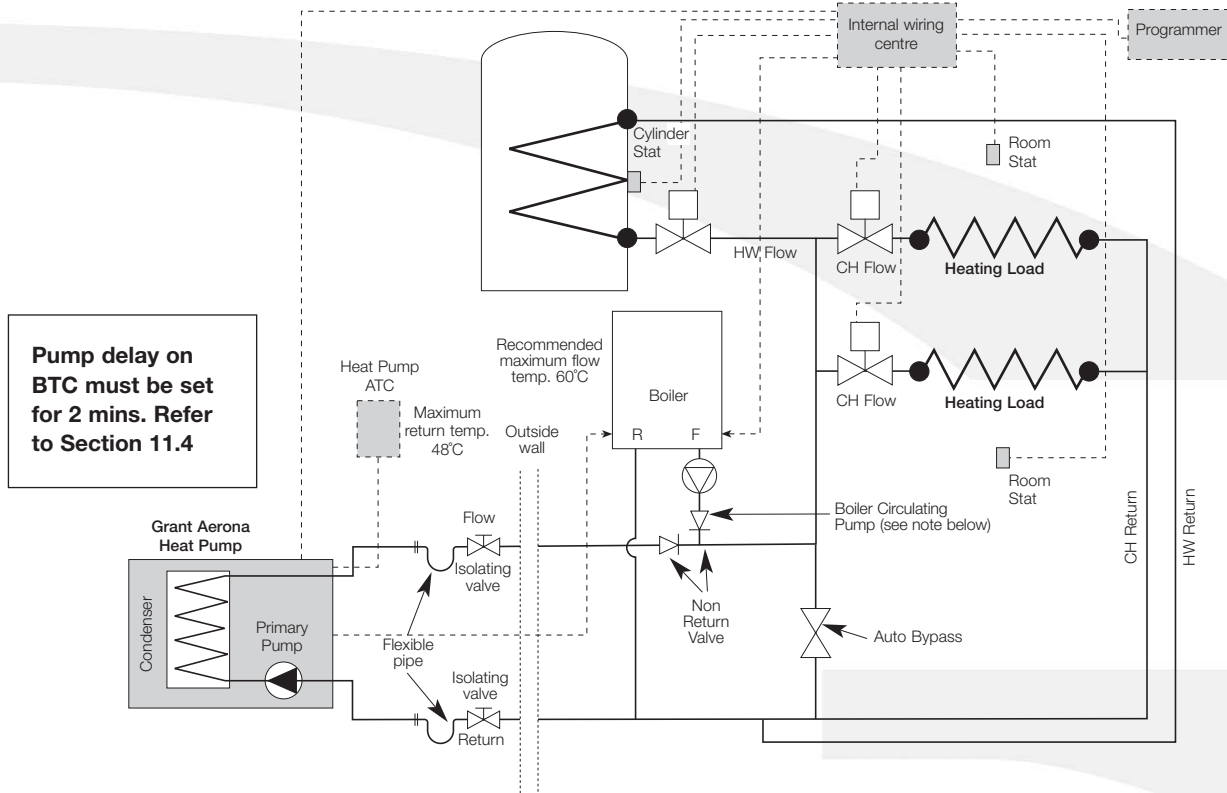 Internal wiring
centre
Programmer
Cylinder
Stat
Room
Stat
HW Flow
CH Flow
Heating Load
Pump delay on
BTC must be set
for 2 mins. Refer
to Section 11.4
Heat Pump
ATC
Maximum
return temp.
48°C
Recommended
maximum flow
temp. 60°C
Outside
wall
Boiler
R F
CH Flow
Heating Load
Room
Stat
Boiler Circulating
Pump (see note below)
CH Return
HW Return
Grant Aerona
Heat Pump
Flow
Isolating
valve
Non
Return
Valve
Auto Bypass
Condenser
Primary
Pump
Flexible
pipe
Isolating
valve
Return